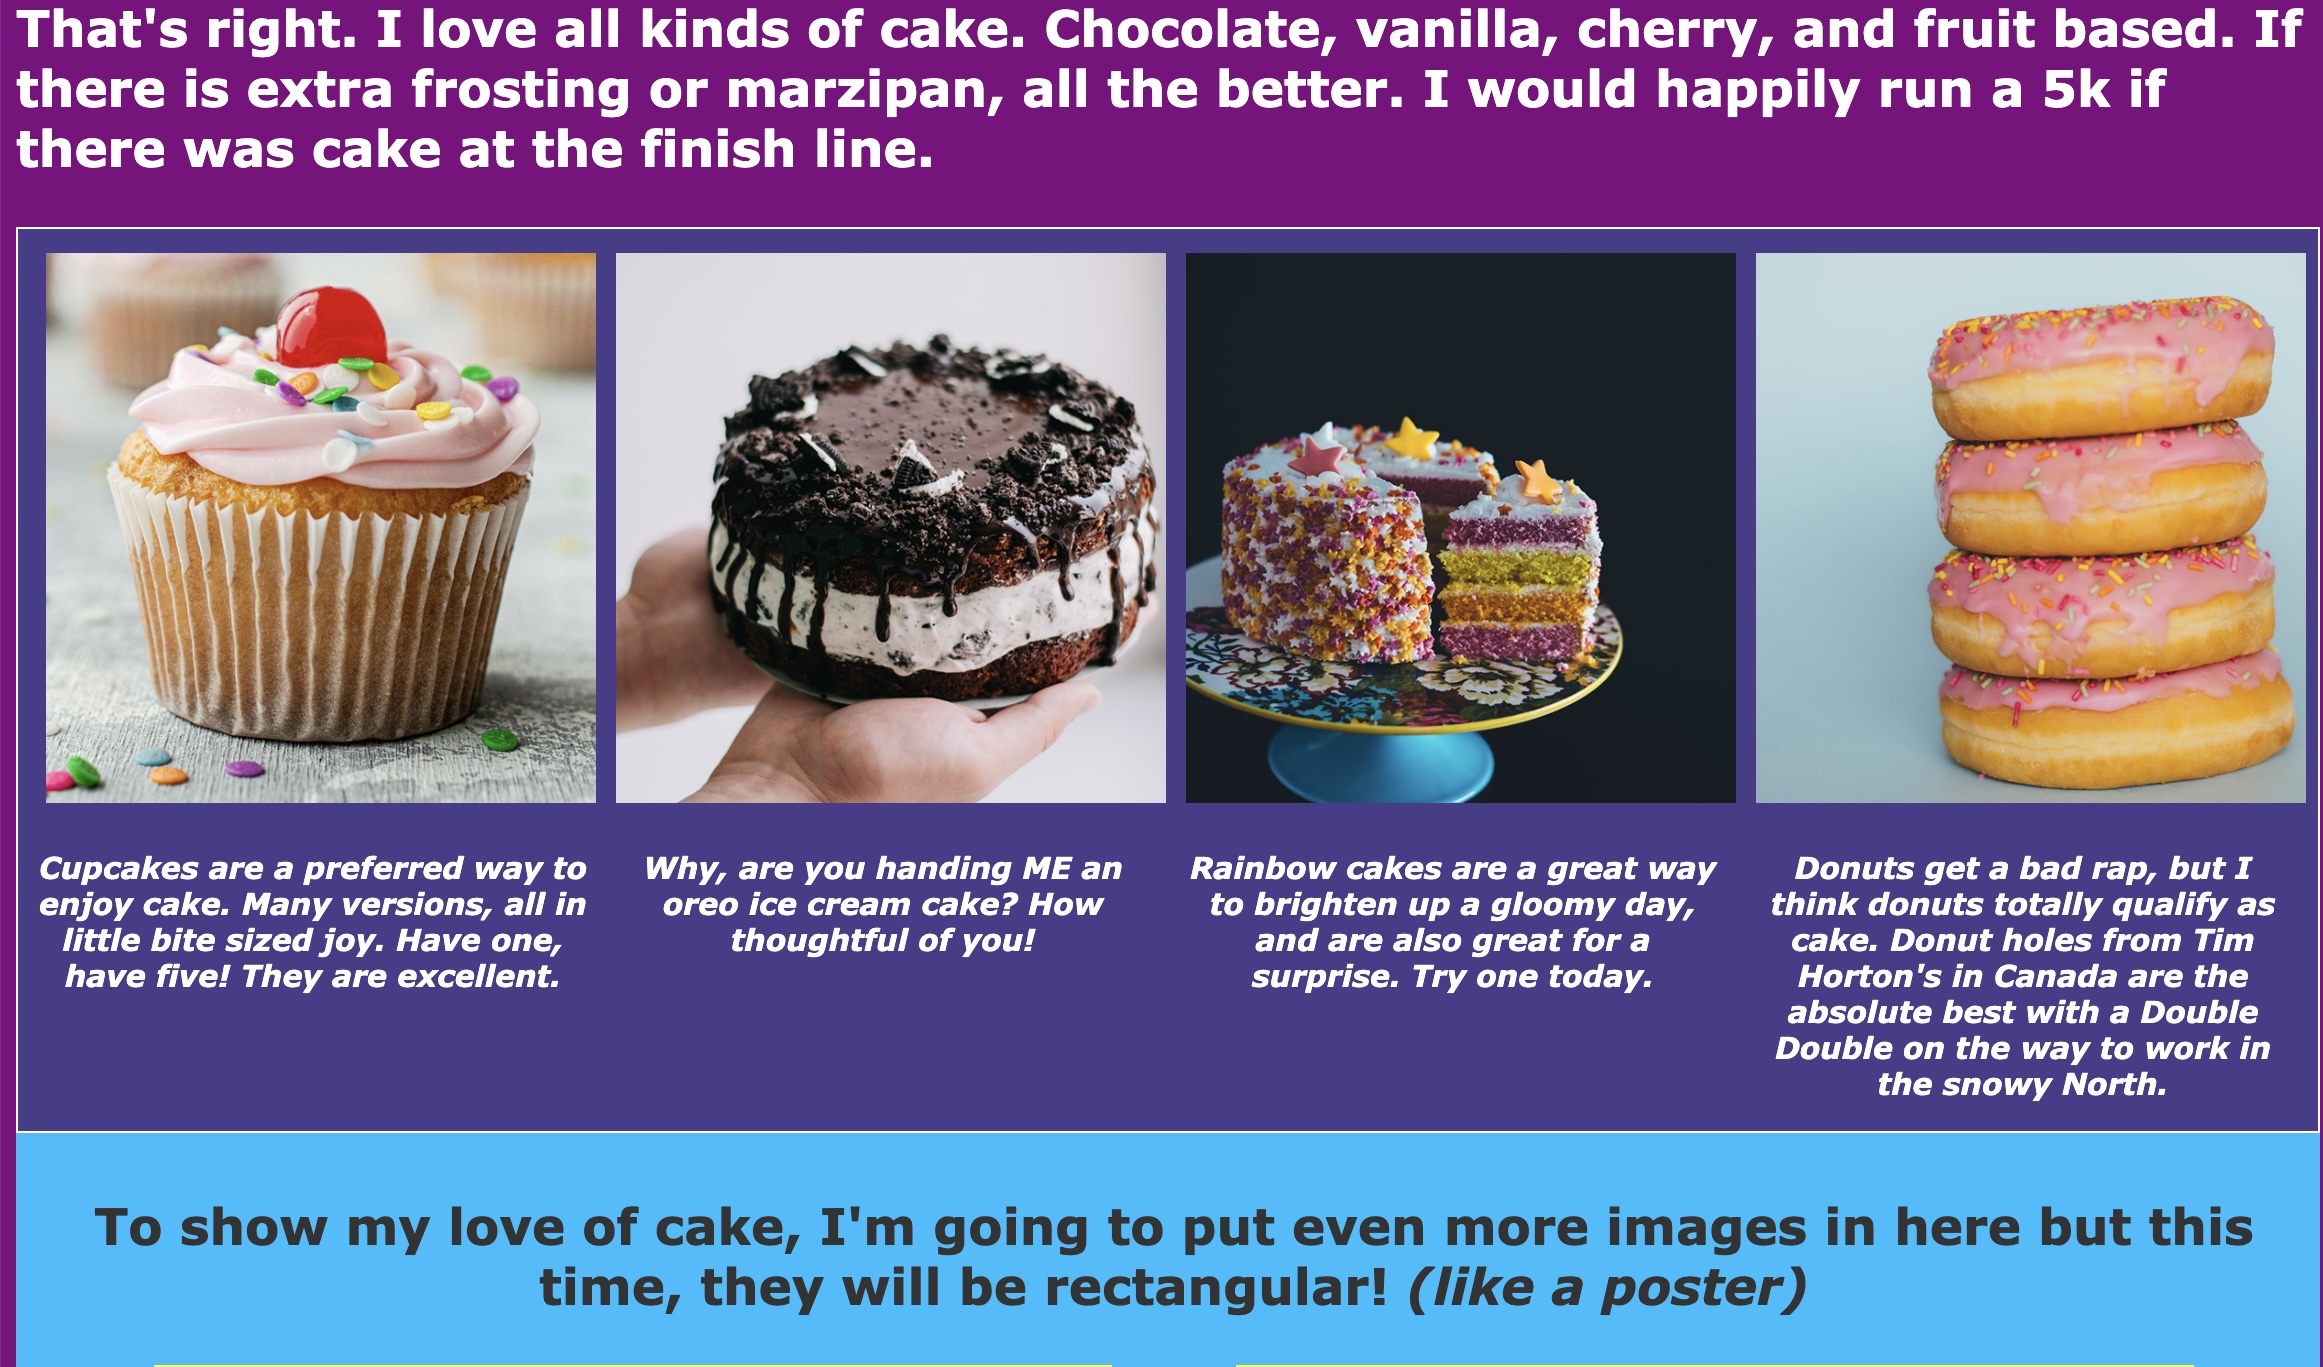 That's right. I love all kinds of cake. Chocolate, vanilla, cherry, and fruit based. If
there is extra frosting or marzipan, all the better. I would happily run a 5k if
there was cake at the finish line.
Cupcakes are a preferred way to
enjoy cake. Many versions, all in
little bite sized joy. Have one,
have five! They are excellent.
Why, are you handing ME an
oreo ice cream cake? How
thoughtful of you!
Rainbow cakes are a great way
to brighten up a gloomy day,
and are also great for a
surprise. Try one today.
Donuts get a bad rap, but I
think donuts totally qualify as
cake. Donut holes from Tim
Horton's in Canada are the
absolute best with a Double
Double on the way to work in
the snowy North.
To show my love of cake, I'm going to put even more images in here but this
time, they will be rectangular! (like a poster)